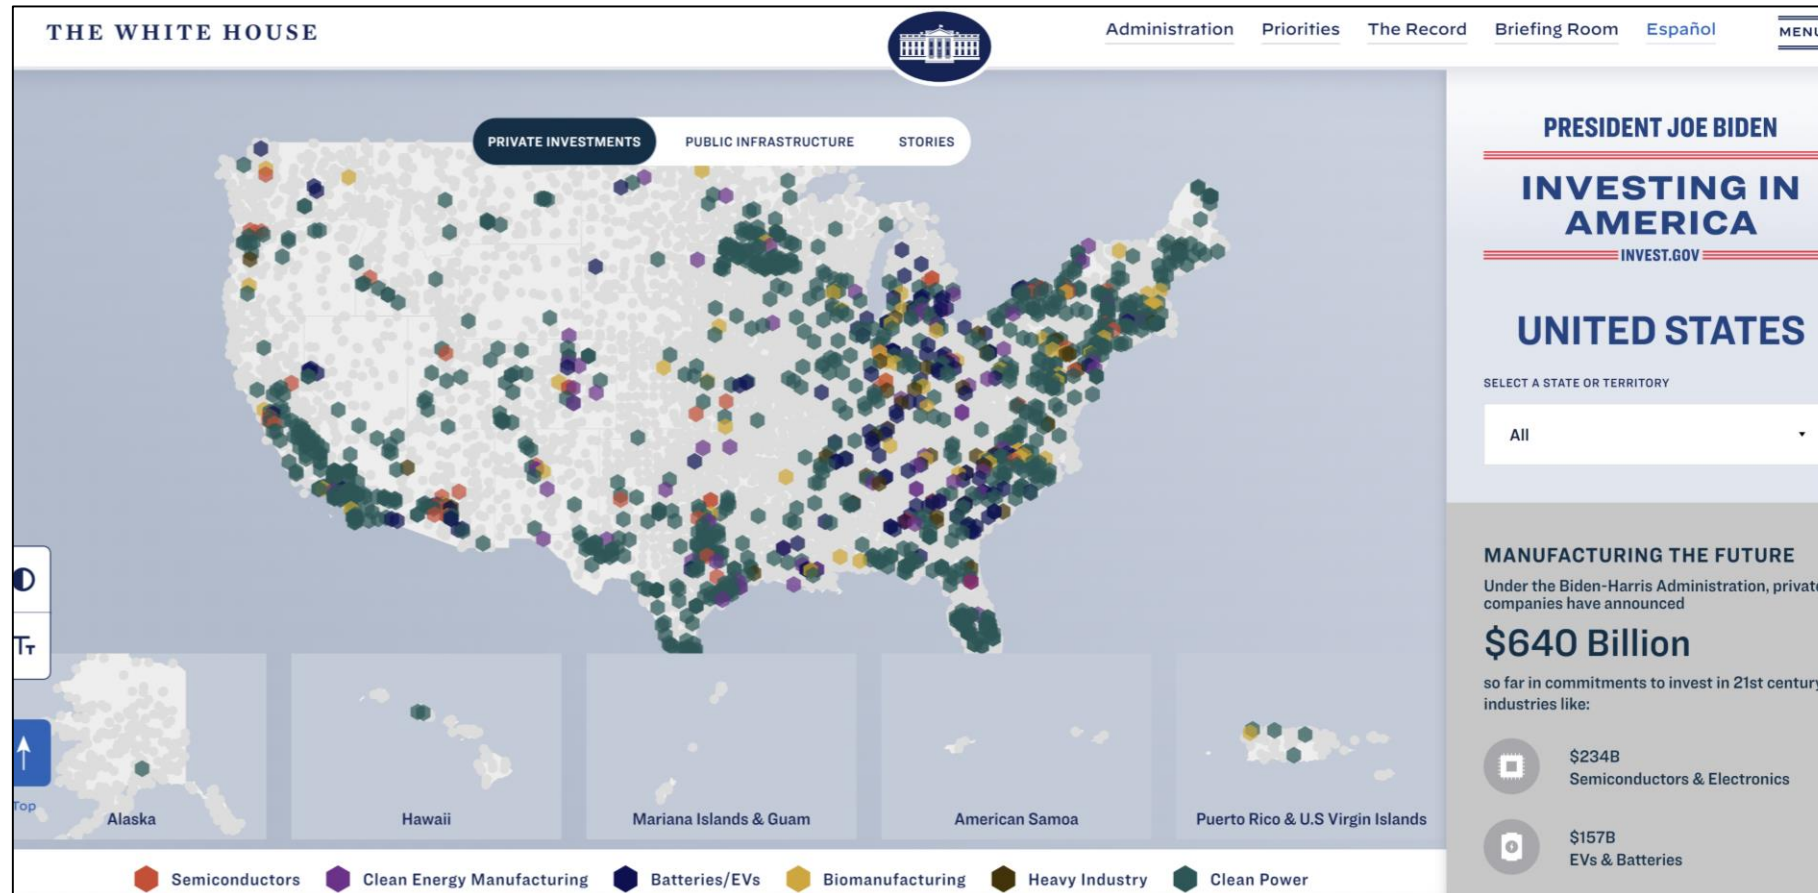 THE WHITE HOUSE
Administration
Priorities
The Record
Briefing Room
Español
MENU
PRIVATE INVESTMENTS
PUBLIC INFRASTRUCTURE
STORIES
PRESIDENT JOE BIDEN
INVESTING IN
AMERICA
INVEST.GOV
UNITED STATES
SELECT A STATE OR TERRITORY
All
MANUFACTURING THE FUTURE
Under the Biden-Harris Administration, private
companies have announced
$640 Billion
so far in commitments to invest in 21st century
industries like:
$234B
Semiconductors & Electronics
$157B
EVs & Batteries
Tт
Top
Alaska
Hawaii
Mariana Islands & Guam
American Samoa
Puerto Rico & U.S Virgin Islands
Semiconductors
Clean Energy Manufacturing
Batteries/EVs
Biomanufacturing
Heavy Industry
Clean Power